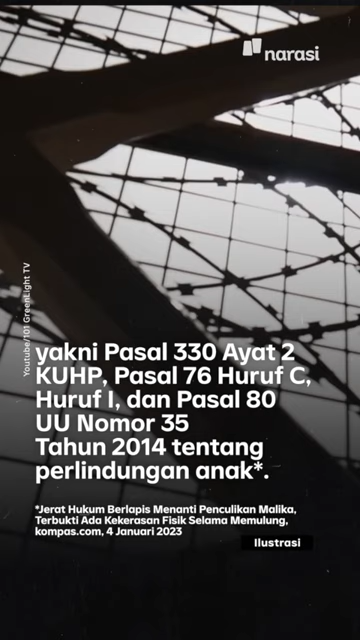 narasi
Youtube/101 GreenLight TV
yakni Pasal 330 Ayat 2
KUHP, Pasal 76 Huruf C,
Huruf I, dan Pasal 80
UU Nomor 35
Tahun 2014 tentang
perlindungan anak*.
*Jerat Hukum Berlapis Menanti Penculikan Malika,
Terbukti Ada Kekerasan Fisik Selama Memulung,
kompas.com, 4 Januari 2023
Ilustrasi